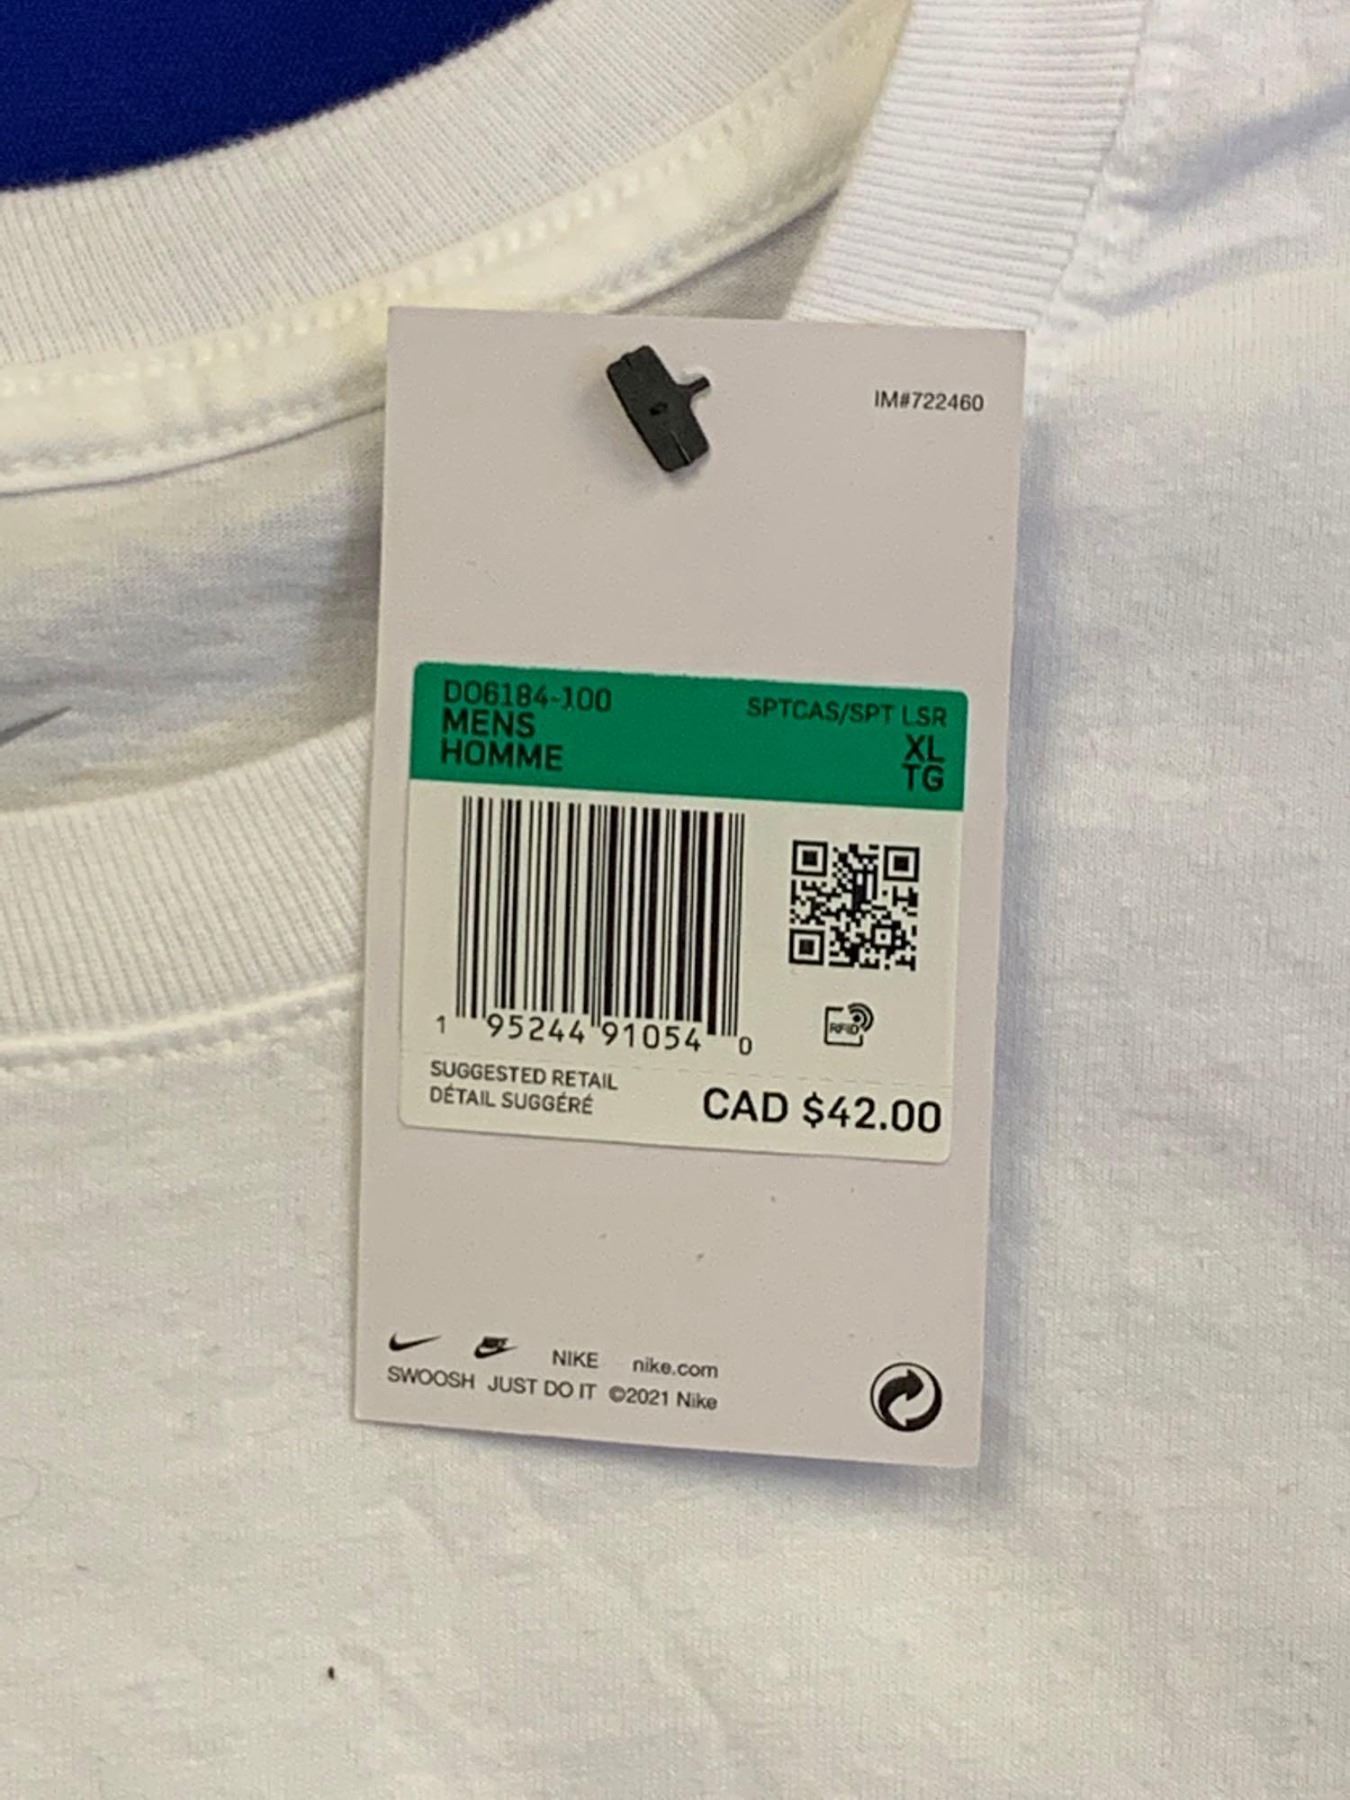 IM#722460
DO6184-100 SPTCAS/SPT LSR
MENS XL
HOMME TG
1 95244 91054 0
RFID
SUGGESTED RETAIL
DÉTAIL SUGGÉRÉ CAD $42.00
NIKE NIKE nike.com
SWOOSH JUST DO IT ©2021 Nike